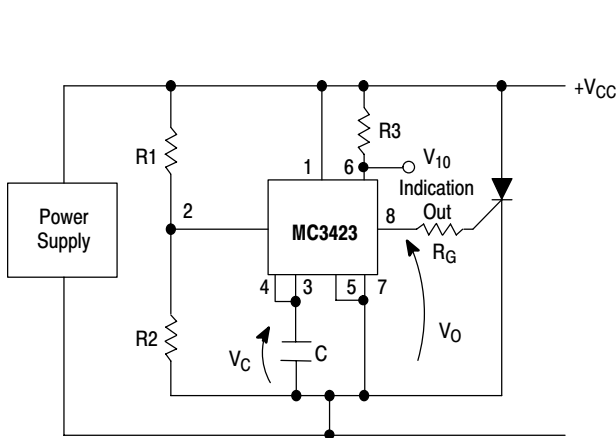 +VCC
R1
R3
1
6
V10
Indication
Out
2
8
Power
Supply
MC3423
RG
4
3
5
7
R2
VC
C
VO